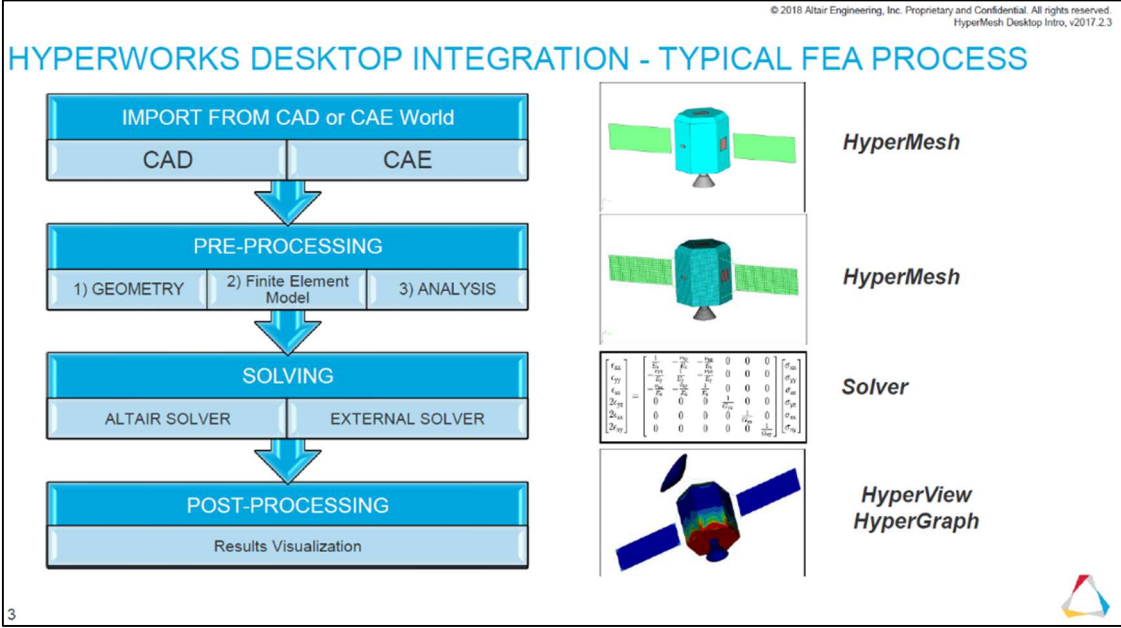 © 2018 Altair Engineering, Inc. Proprietary and Confidential. All rights reserved.
HyperMesh Desktop Intro, v2017.2.3
HYPERWORKS DESKTOP INTEGRATION - TYPICAL FEA PROCESS
IMPORT FROM CAD or CAE World
CAD
CAE
HyperMesh
PRE-PROCESSING
1) GEOMETRY
2) Finite Element
Model
3) ANALYSIS
HyperMesh
SOLVING
ALTAIR SOLVER
EXTERNAL SOLVER
Solver
POST-PROCESSING
Results Visualization
HyperView
HyperGraph
3